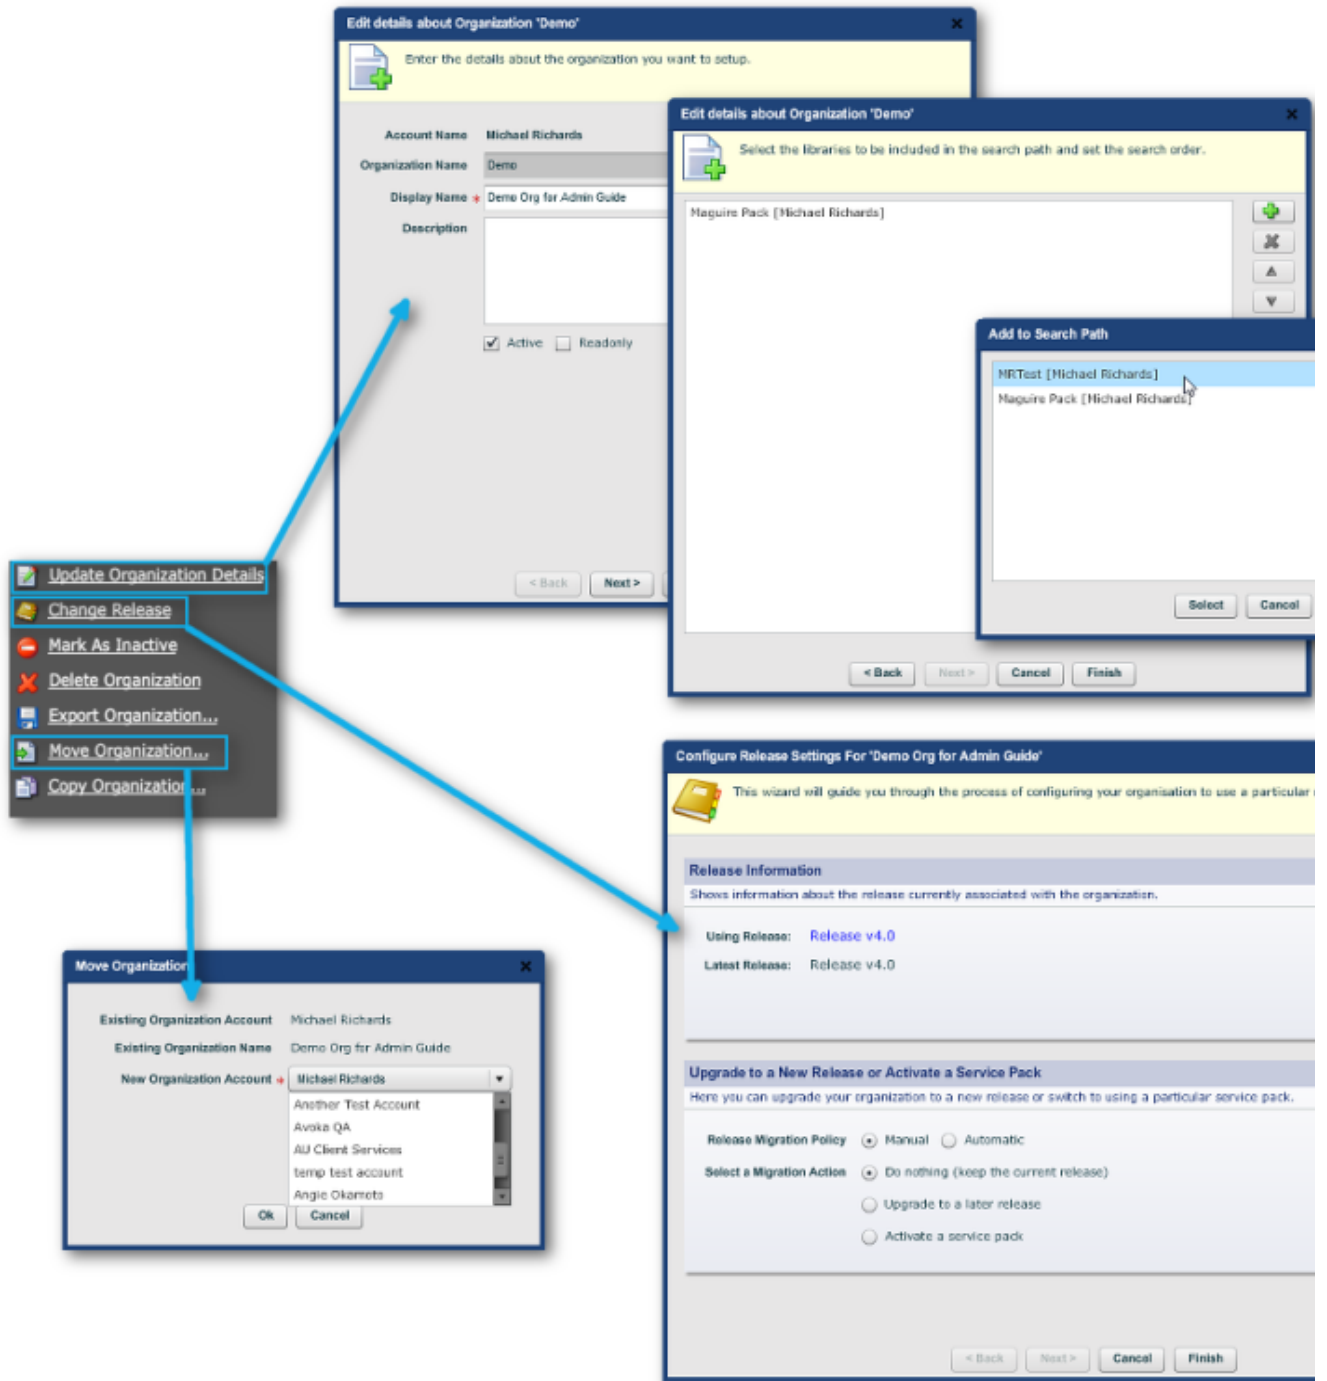 Edit details about Organization 'Demo'
Enter the details about the organization you want to setup.
Account Name Michael Richards
Organization Name Demo
Display Name * Demo Org for Admin Guide
Description
Active Readonly
< Back Next >
Edit details about Organization 'Demo'
Select the libraries to be included in the search path and set the search order.
Maguire Pack [Michael Richards]
Add to Search Path
MRTest [Michael Richards]
Maguire Pack [Michael Richards]
Select Cancel
< Back Next > Cancel Finish
Update Organization Details
Change Release
Mark As Inactive
Delete Organization
Export Organization...
Move Organization...
Copy Organization...
Configure Release Settings For 'Demo Org for Admin Guide'
This wizard will guide you through the process of configuring your organisation to use a particular
Release Information
Shows information about the release currently associated with the organization.
Using Release: Release v4.0
Latest Release: Release v4.0
Upgrade to a New Release or Activate a Service Pack
Here you can upgrade your organization to a new release or switch to using a particular service pack.
Release Migration Policy Manual Automatic
Select a Migration Action Do nothing (keep the current release)
Upgrade to a later release
Activate a service pack
< Back Next > Cancel Finish
Move Organization
Existing Organization Account Michael Richards
Existing Organization Name Demo Org for Admin Guide
New Organization Account * Michael Richards
Another Test Account
Avoka QA
AU Client Services
temp test account
Angie Okamoto
Ok Cancel